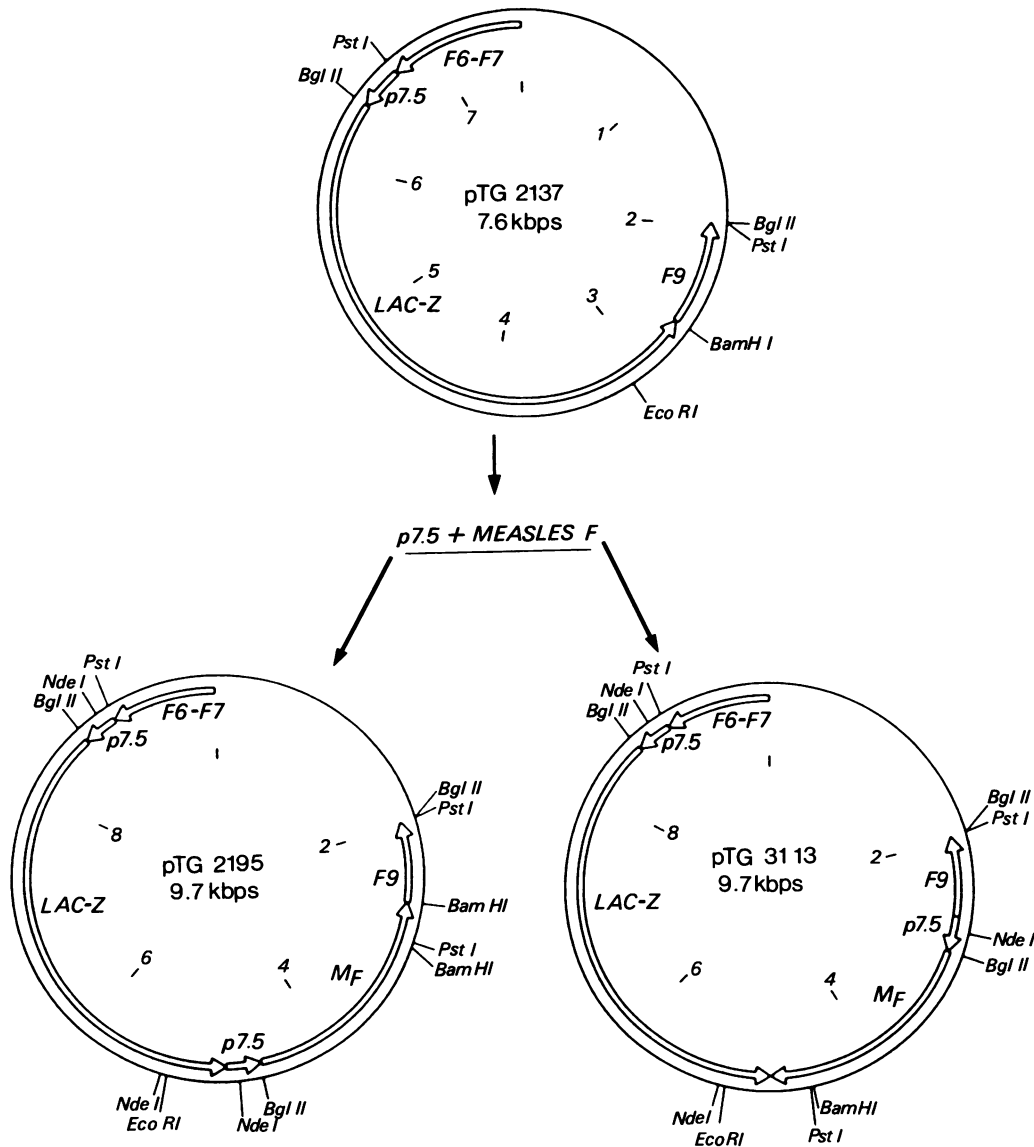 Pst I
F6-F7
Bgl II
p7.5
7
1
1
6
pTG 2137
7.6 kbps
2
Bgl II
Pst I
F9
5
3
LAC-Z
4
BamH I
Eco RI
p7.5 + MEASLES F
Pst I
Nde I
Bgl II
F6-F7
p7.5
1
Bgl II
Pst I
8
2
pTG 2195
9.7 kbps
F9
LAC-Z
Bam HI
Pst I
BamHI
6
4
MF
p7.5
Nde I
Eco RI
Bgl II
Nde I
Pst I
Nde I
Bgl II
F6-F7
p7.5
1
Bgl II
Pst I
8
2
pTG 3113
9.7 kbps
F9
LAC-Z
p7.5
Nde I
Bgl II
6
4
MF
Nde I
EcoRI
BamHI
Pst I